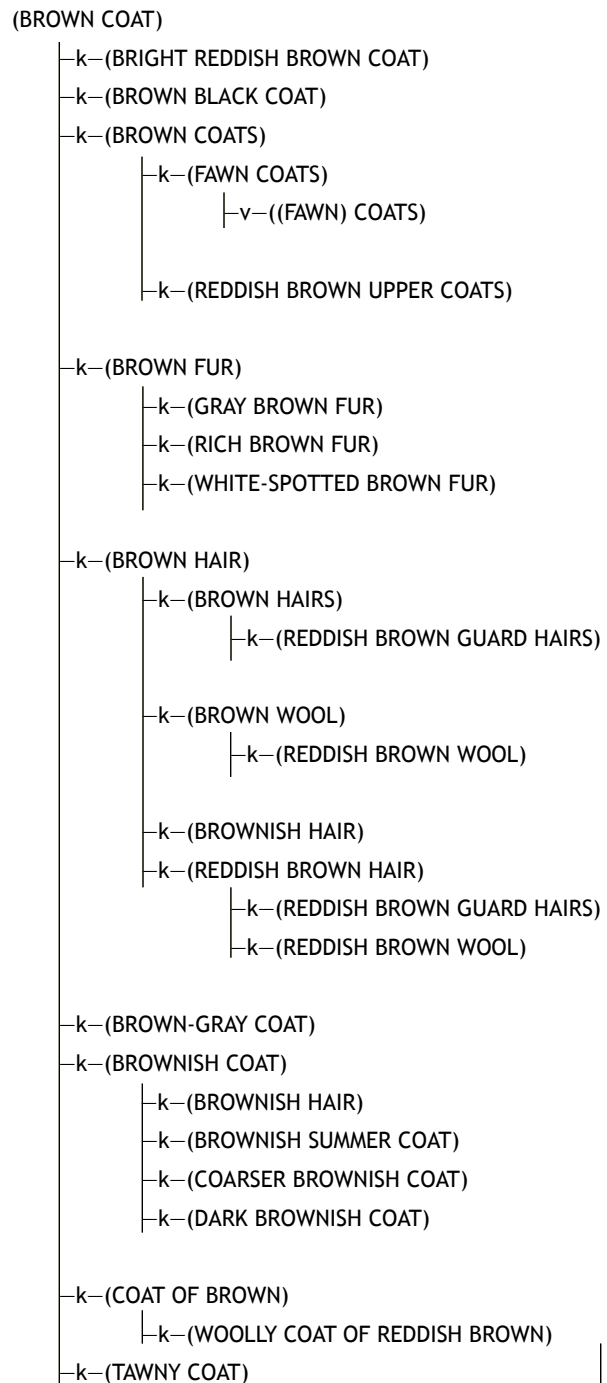 (BROWN COAT)
k-(BRIGHT REDDISH BROWN COAT)
k-(BROWN BLACK COAT)
k-(BROWN COATS)
k-(FAWN COATS)
v-((FAWN) COATS)
k-(REDDISH BROWN UPPER COATS)
k-(BROWN FUR)
k-(GRAY BROWN FUR)
k-(RICH BROWN FUR)
k-(WHITE-SPOTTED BROWN FUR)
k-(BROWN HAIR)
k-(BROWN HAIRS)
k-(REDDISH BROWN GUARD HAIRS)
k-(BROWN WOOL)
k-(REDDISH BROWN WOOL)
k-(BROWNISH HAIR)
k-(REDDISH BROWN HAIR)
k-(REDDISH BROWN GUARD HAIRS)
k-(REDDISH BROWN WOOL)
k-(BROWN-GRAY COAT)
k-(BROWNISH COAT)
k-(BROWNISH HAIR)
k-(BROWNISH SUMMER COAT)
k-(COARSER BROWNISH COAT)
k-(DARK BROWNISH COAT)
k-(COAT OF BROWN)
k-(WOOLLY COAT OF REDDISH BROWN)
k-(TAWNY COAT)